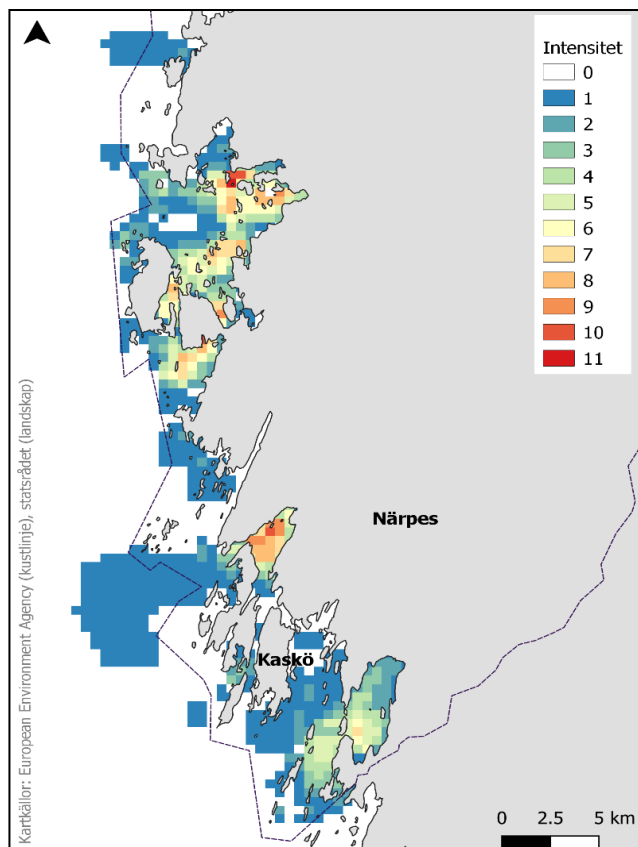 Intensitet
0
1
2
3
4
5
6
7
8
9
10
11
Närpes
Kaskö
0 2.5 5 km
Kartkällor: European Environment Agency (kustlinje), statsrådet (landskap)